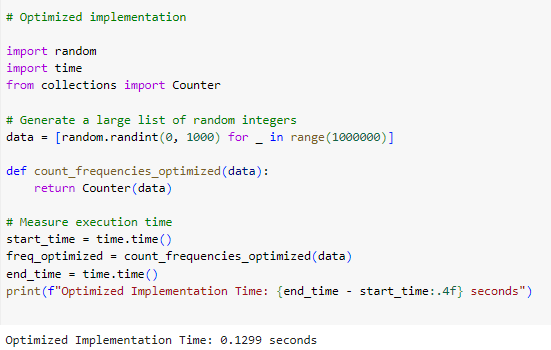 # Optimized implementation
import random
import time
from collections import Counter
# Generate a large list of random integers
data = [random.randint(0, 1000) for _ in range(1000000)]
def count_frequencies_optimized(data):
    return Counter(data)
# Measure execution time
start_time = time.time()
freq_optimized = count_frequencies_optimized(data)
end_time = time.time()
print(f"Optimized Implementation Time: {end_time - start_time:.4f} seconds")
Optimized Implementation Time: 0.1299 seconds